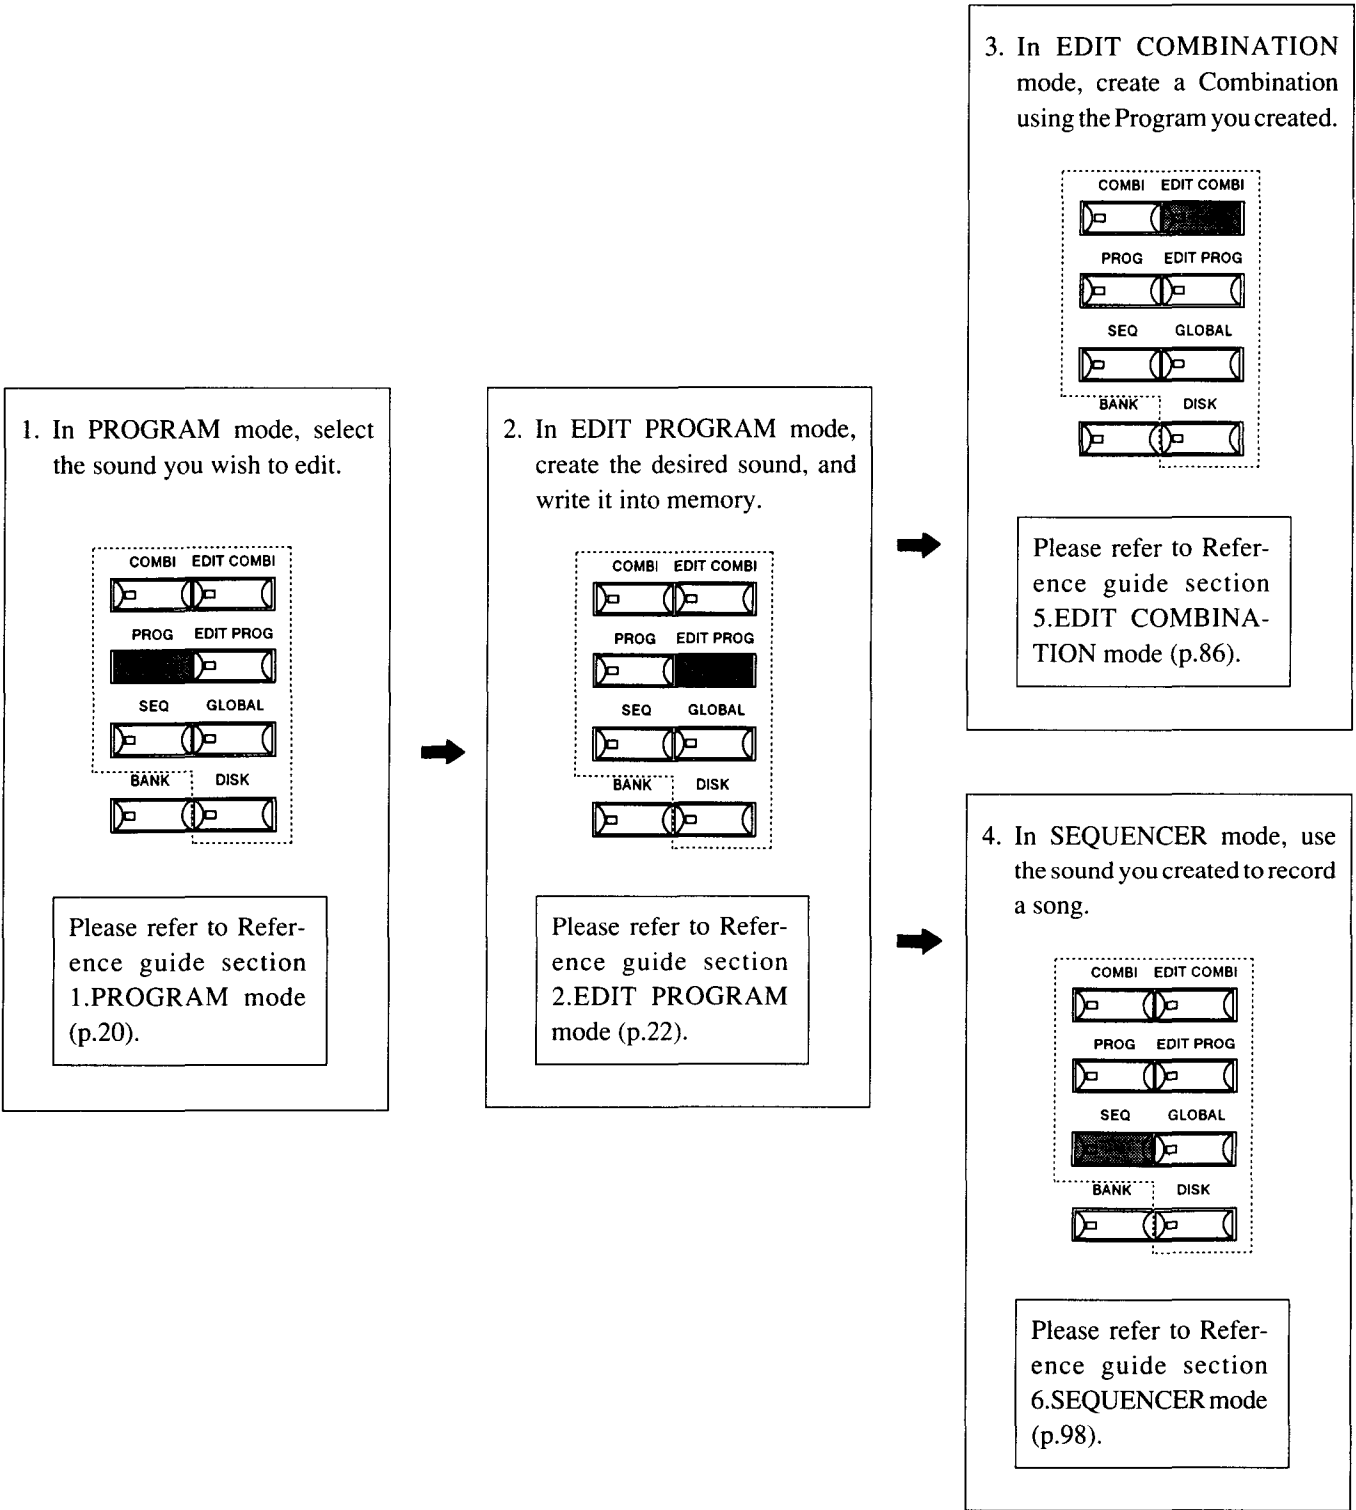 1. In PROGRAM mode, select
the sound you wish to edit.
COMBI EDIT COMBI
PROG EDIT PROG
SEQ GLOBAL
BANK DISK
Please refer to Refer-
ence guide section
1.PROGRAM mode
(p.20).
2. In EDIT PROGRAM mode,
create the desired sound, and
write it into memory.
COMBI EDIT COMBI
PROG EDIT PROG
SEQ GLOBAL
BANK DISK
Please refer to Refer-
ence guide section
2.EDIT PROGRAM
mode (p.22).
3. In EDIT COMBINATION
mode, create a Combination
using the Program you created.
COMBI EDIT COMBI
PROG EDIT PROG
SEQ GLOBAL
BANK DISK
Please refer to Refer-
ence guide section
5.EDIT COMBINA-
TION mode (p.86).
4. In SEQUENCER mode, use
the sound you created to record
a song.
COMBI EDIT COMBI
PROG EDIT PROG
SEQ GLOBAL
BANK DISK
Please refer to Refer-
ence guide section
6.SEQUENCER mode
(p.98).